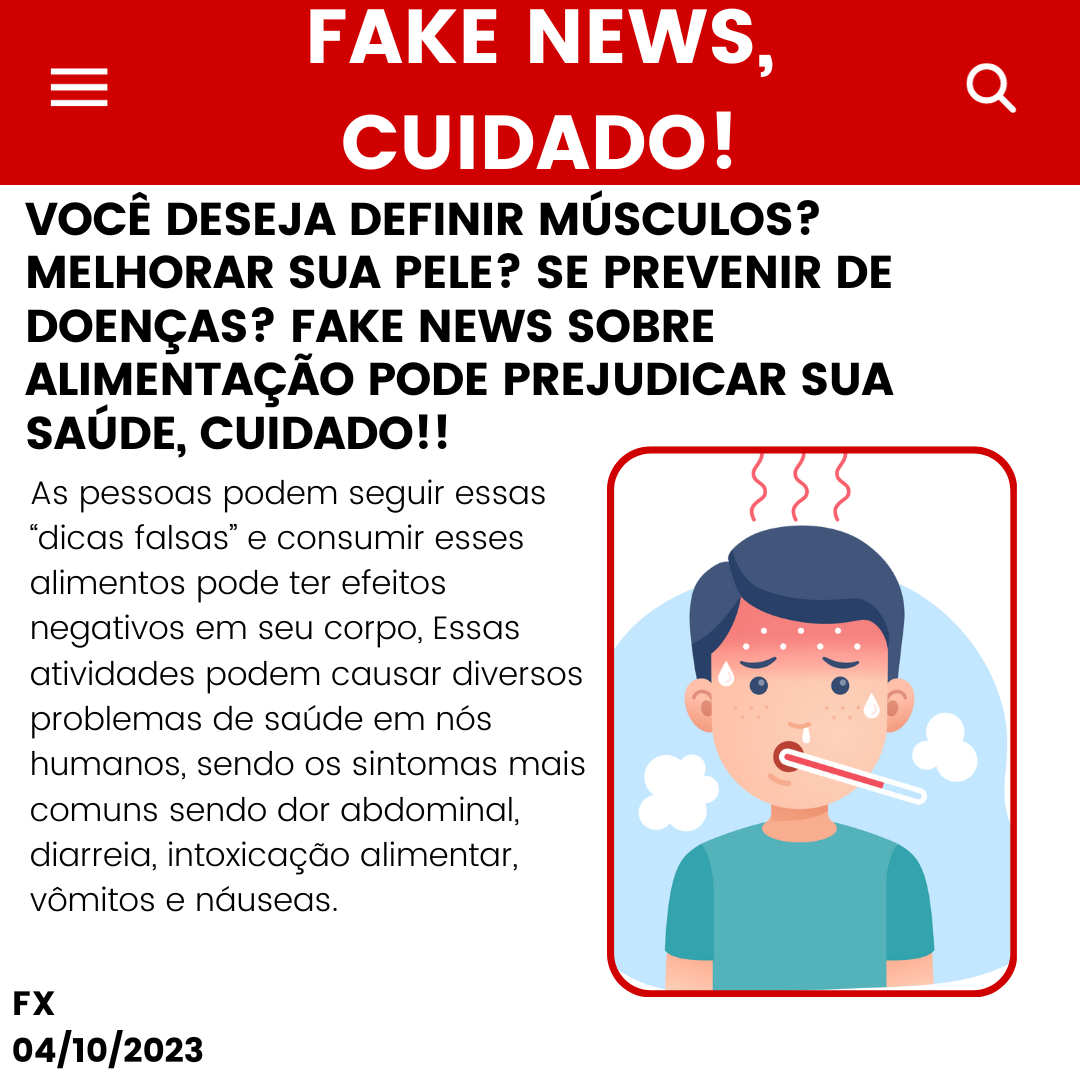 FAKE NEWS,
CUIDADO!
VOCÊ DESEJA DEFINIR MÚSCULOS?
MELHORAR SUA PELE? SE PREVENIR DE
DOENÇAS? FAKE NEWS SOBRE
ALIMENTAÇÃO PODE PREJUDICAR SUA
SAÚDE, CUIDADO!!
As pessoas podem seguir essas
“dicas falsas” e consumir esses
alimentos pode ter efeitos
negativos em seu corpo, Essas
atividades podem causar diversos
problemas de saúde em nós
humanos, sendo os sintomas mais
comuns sendo dor abdominal,
diarreia, intoxicação alimentar,
vômitos e náuseas.
FX
04/10/2023